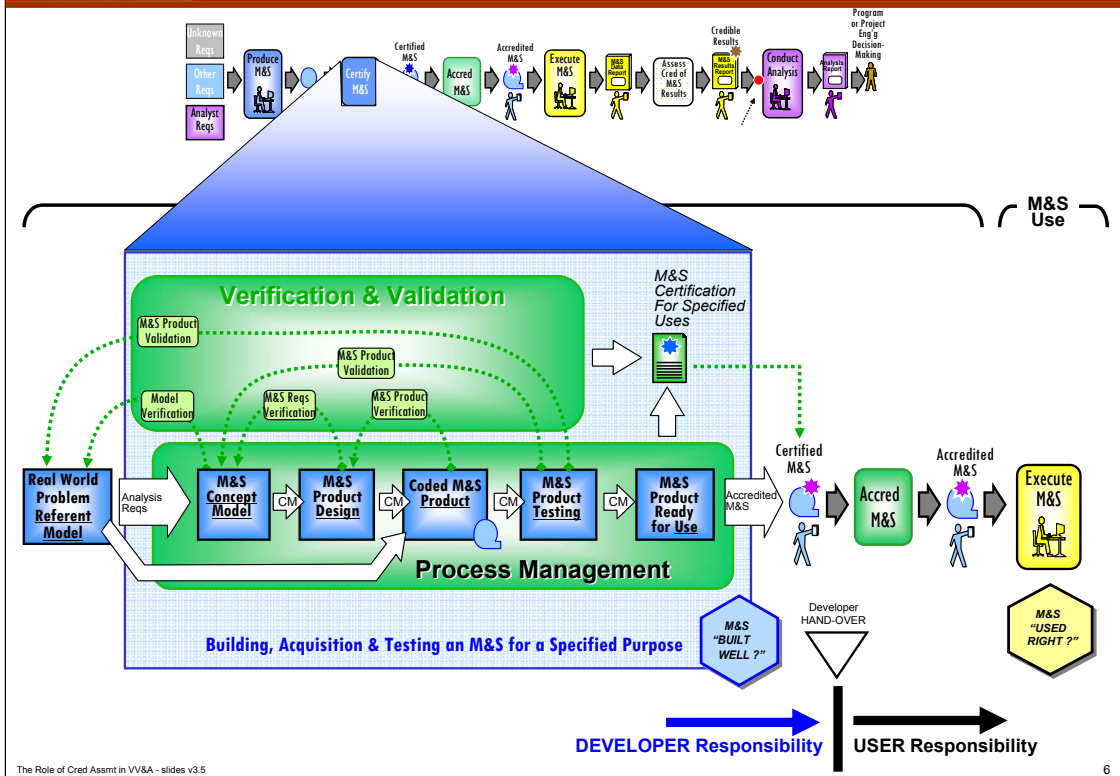 Unknown
Reqs
Other
Reqs
Analyst
Reqs
Produce
M&S
Certify
M&S
Certified
M&S
Accred
M&S
Accredited
M&S
Execute
M&S
M&S
Data
Report
Assess
Cred of
M&S
Results
Credible
Results
M&S
Results
Report
Conduct
Analysis
Analysis
Report
Program
or Project
Eng'g
Decision-
Making
M&S
Use
Verification & Validation
M&S
Certification
For Specified
Uses
M&S Product
Validation
M&S Product
Validation
Model
Verification
M&S Reqs
Verification
M&S Product
Verification
Real World
Problem
Referent
Model
Analysis
Reqs
M&S
Concept
Model
CM
M&S
Product
Design
CM
Coded M&S
Product
CM
M&S
Product
Testing
CM
M&S
Product
Ready
for Use
Accredited
M&S
Certified
M&S
Accred
M&S
Accredited
M&S
Execute
M&S
Process Management
Building, Acquisition & Testing an M&S for a Specified Purpose
M&S
"BUILT
WELL ?"
Developer
HAND-OVER
M&S
"USED
RIGHT ?"
DEVELOPER Responsibility
USER Responsibility
The Role of Cred Assmt in VV&A - slides v3.5
6